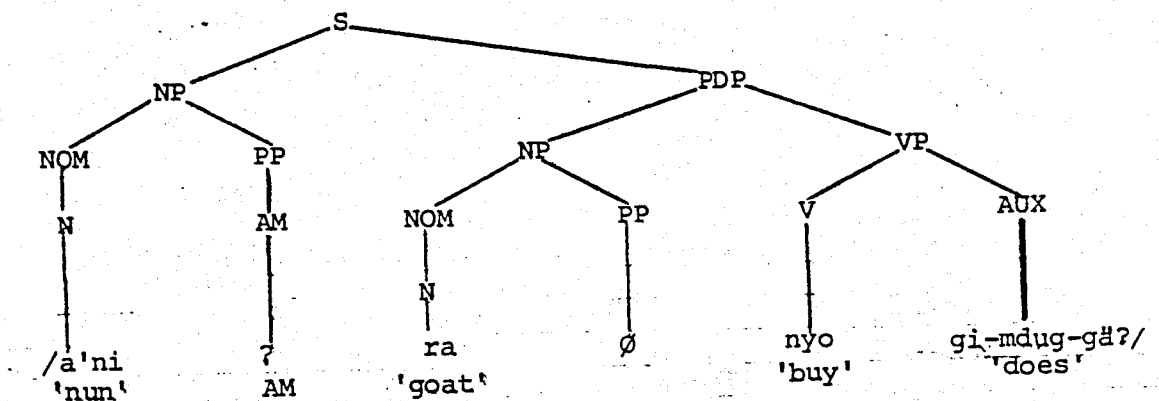 S
NP PDP
NOM PP NP VP
N AM NOM PP V AUX
N
/a'ni ? ra Ø nyo gi-mdug-gä?/
'nun' AM 'goat' 'buy' 'does'